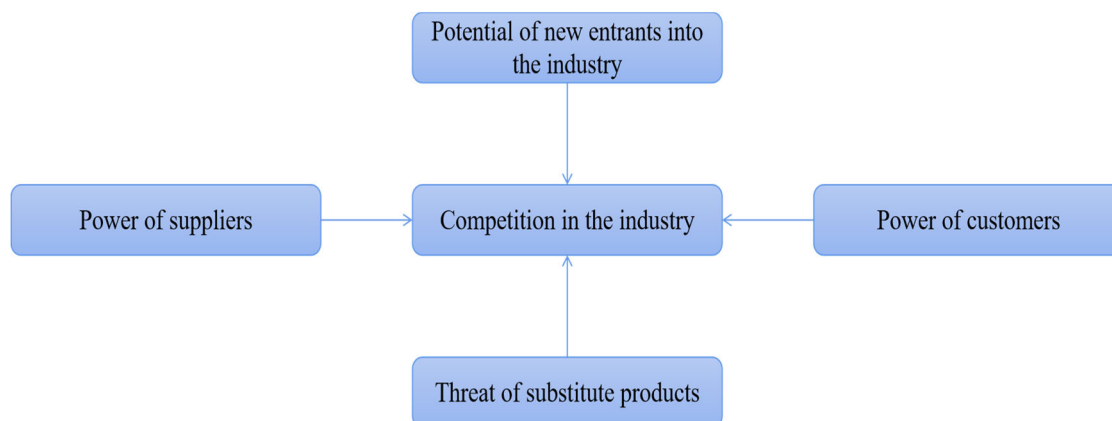 Potential of new entrants into
the industry
Power of suppliers
Competition in the industry
Power of customers
Threat of substitute products